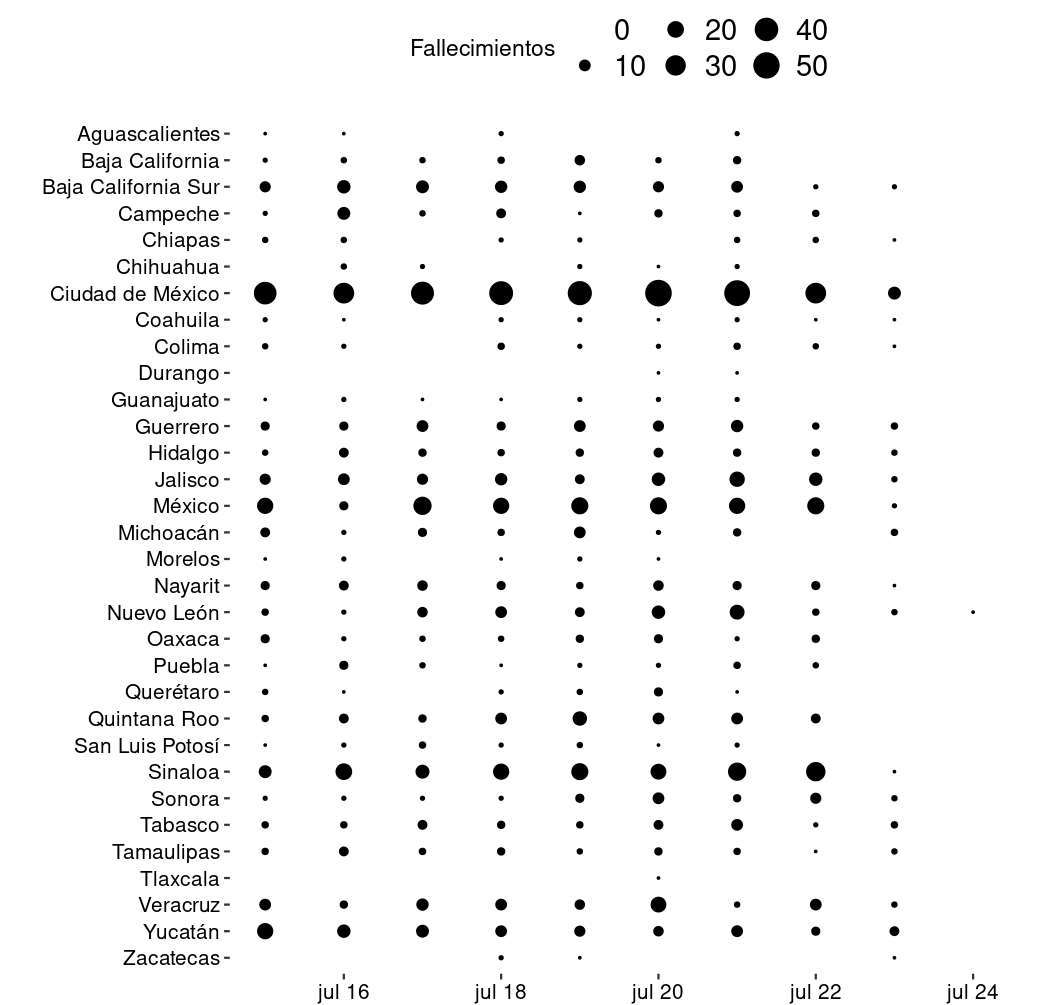 Fallecimientos
0 20 40
10 30 50
Aguascalientes
Baja California
Baja California Sur
Campeche
Chiapas
Chihuahua
Ciudad de México
Coahuila
Colima
Durango
Guanajuato
Guerrero
Hidalgo
Jalisco
México
Michoacán
Morelos
Nayarit
Nuevo León
Oaxaca
Puebla
Querétaro
Quintana Roo
San Luis Potosí
Sinaloa
Sonora
Tabasco
Tamaulipas
Tlaxcala
Veracruz
Yucatán
Zacatecas
jul 16 jul 18 jul 20 jul 22 jul 24